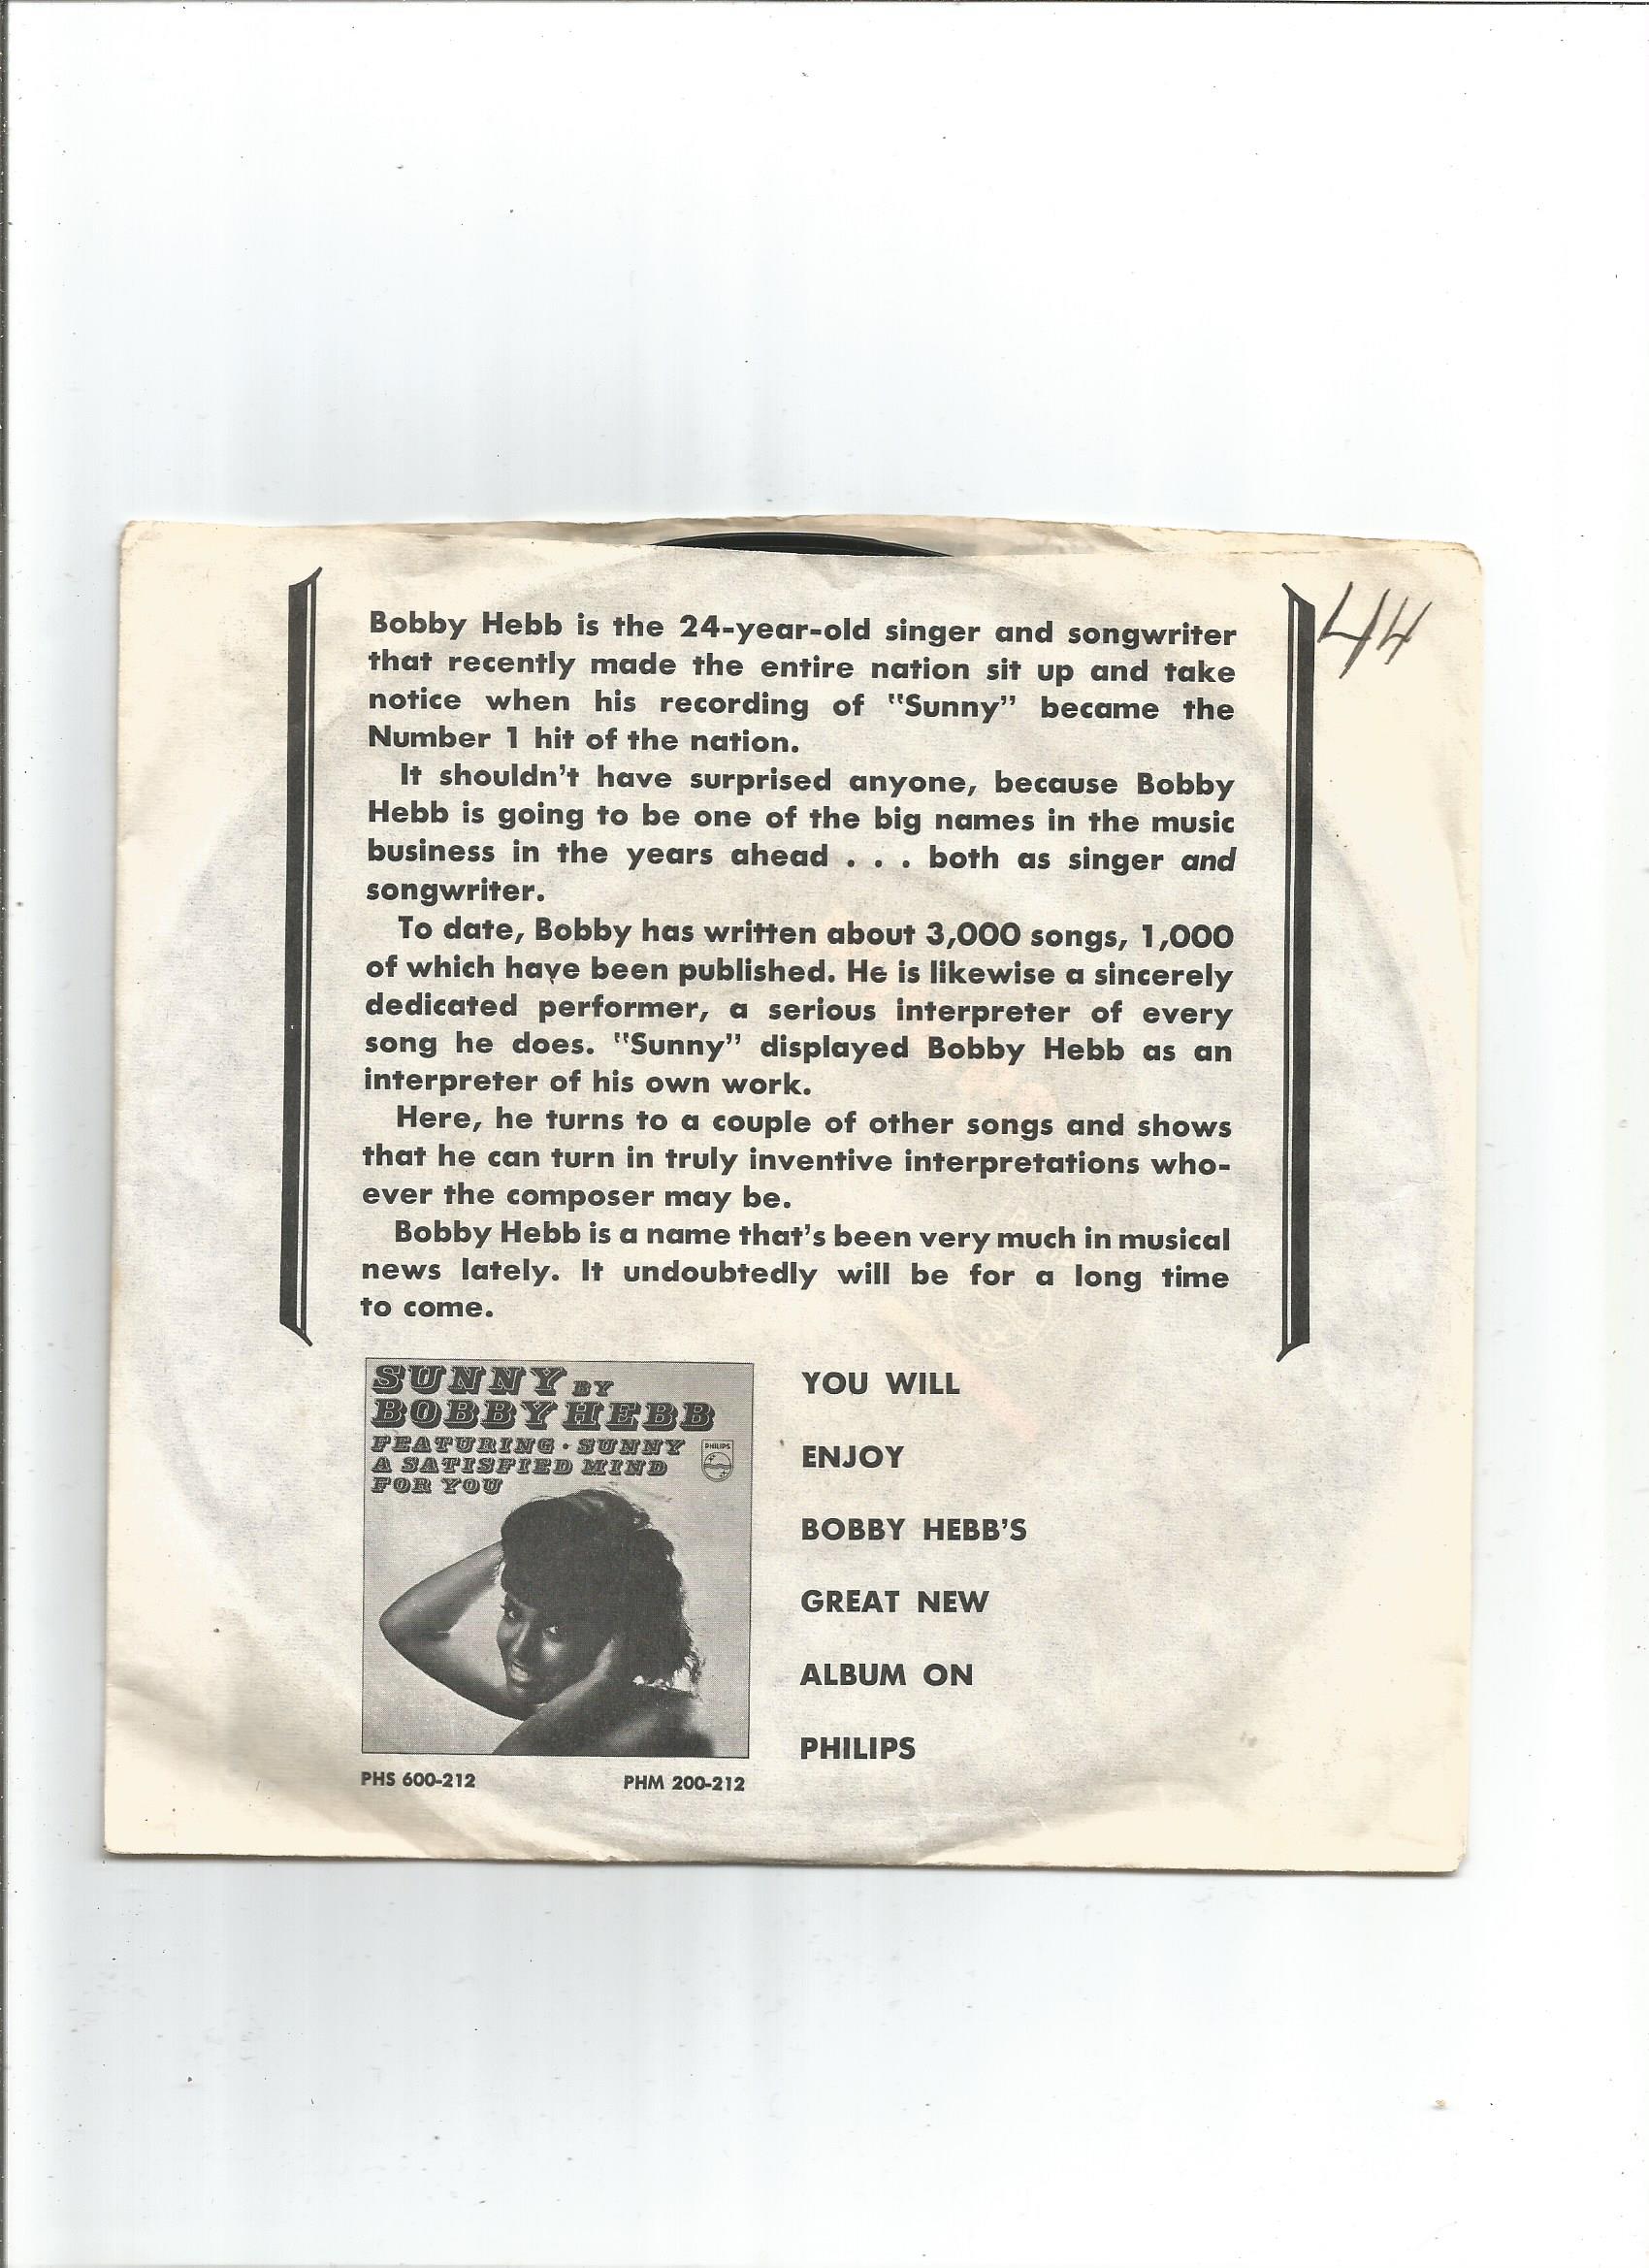 Bobby Hebb is the 24-year-old singer and songwriter
that recently made the entire nation sit up and take
notice when his recording of "Sunny" became the
Number 1 hit of the nation.
It shouldn't have surprised anyone, because Bobby
Hebb is going to be one of the big names in the music
business in the years ahead . . . both as singer and
songwriter.
To date, Bobby has written about 3,000 songs, 1,000
of which have been published. He is likewise a sincerely
dedicated performer, a serious interpreter of every
song he does. "Sunny" displayed Bobby Hebb as an
interpreter of his own work.
Here, he turns to a couple of other songs and shows
that he can turn in truly inventive interpretations who-
ever the composer may be.
Bobby Hebb is a name that's been very much in musical
news lately. It undoubtedly will be for a long time
to come.
44
SUNNY BY
BOBBY HEBB
FEATURING · SUNNY
A SATISFIED MIND
FOR YOU
PHILIPS
PHS 600-212 PHM 200-212
YOU WILL
ENJOY
BOBBY HEBB'S
GREAT NEW
ALBUM ON
PHILIPS